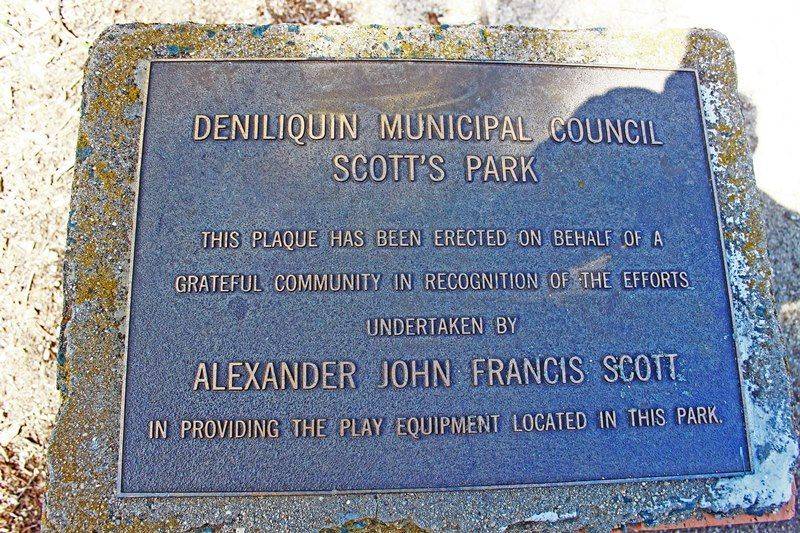 DENILIQUIN MUNICIPAL COUNCIL
SCOTT'S PARK
THIS PLAQUE HAS BEEN ERECTED ON BEHALF OF A
GRATEFUL COMMUNITY IN RECOGNITION OF THE EFFORTS
UNDERTAKEN BY
ALEXANDER JOHN FRANCIS SCOTT
IN PROVIDING THE PLAY EQUIPMENT LOCATED IN THIS PARK.